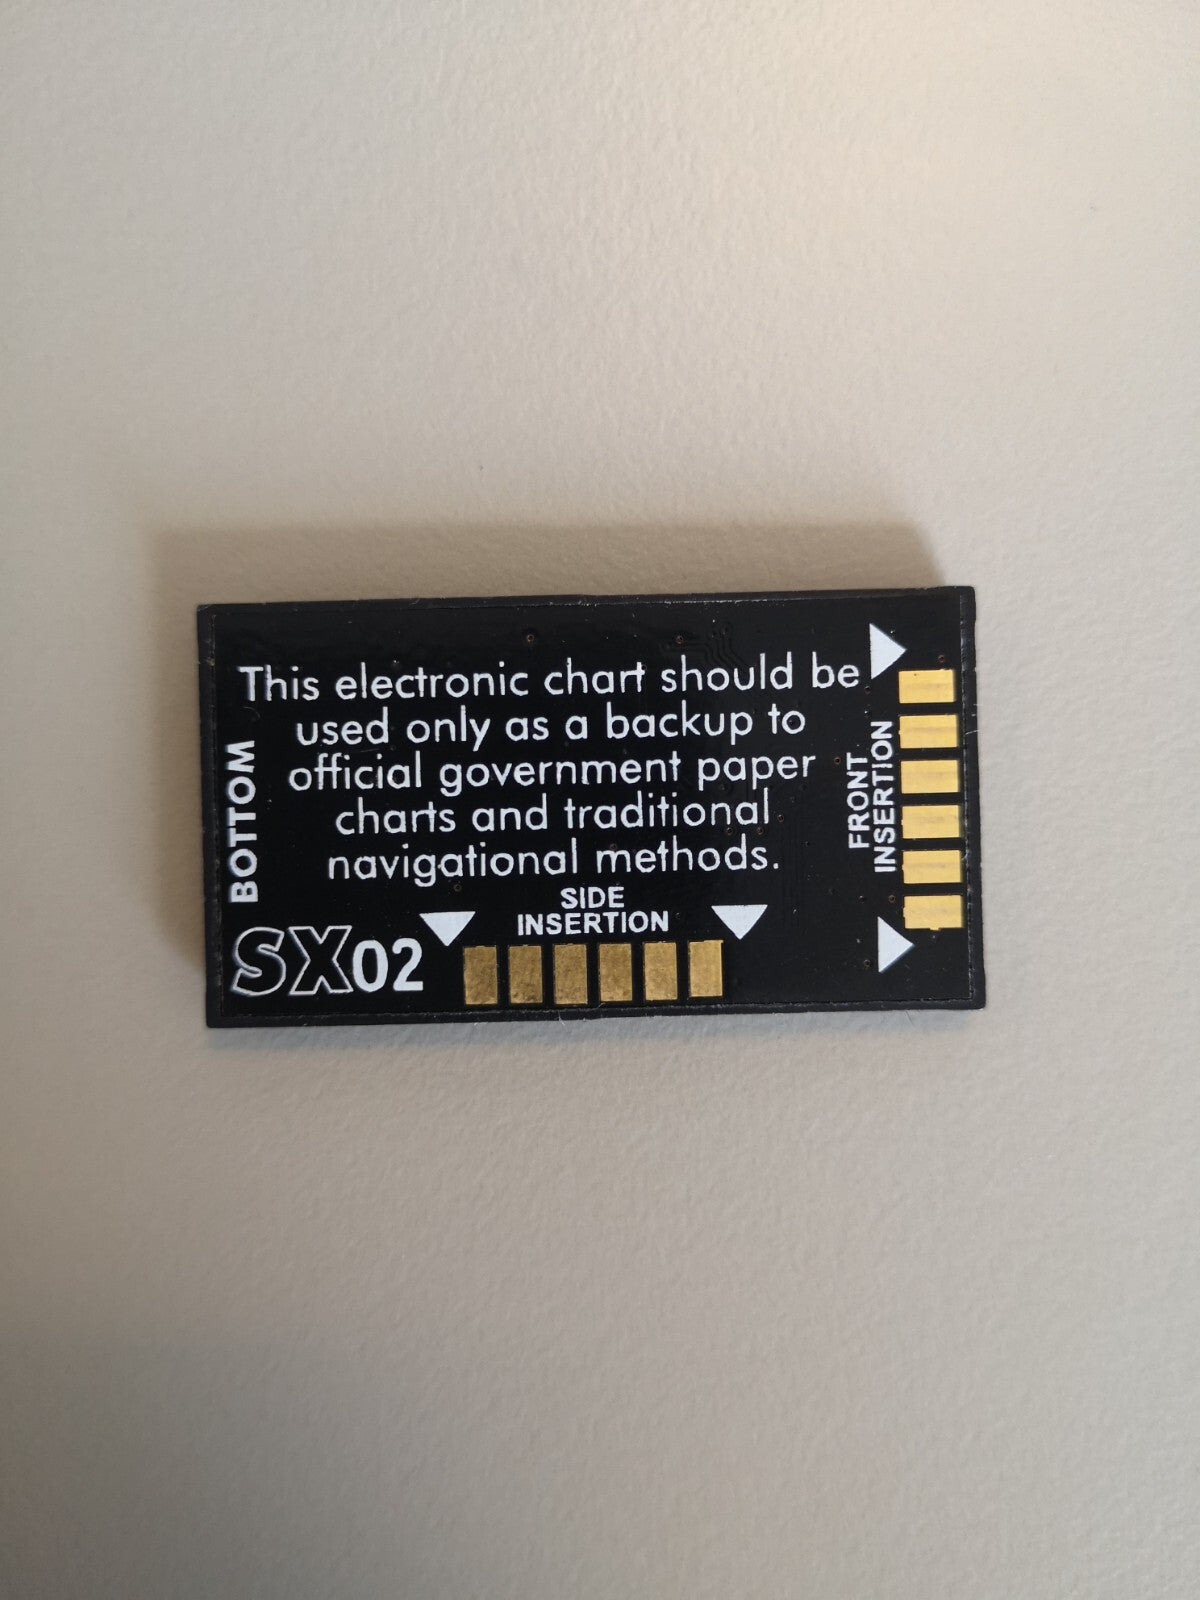 This electronic chart should be
used only as a backup to
official government paper
charts and traditional
navigational methods.
BOTTOM
FRONT
INSERTION
SIDE
INSERTION
SX02